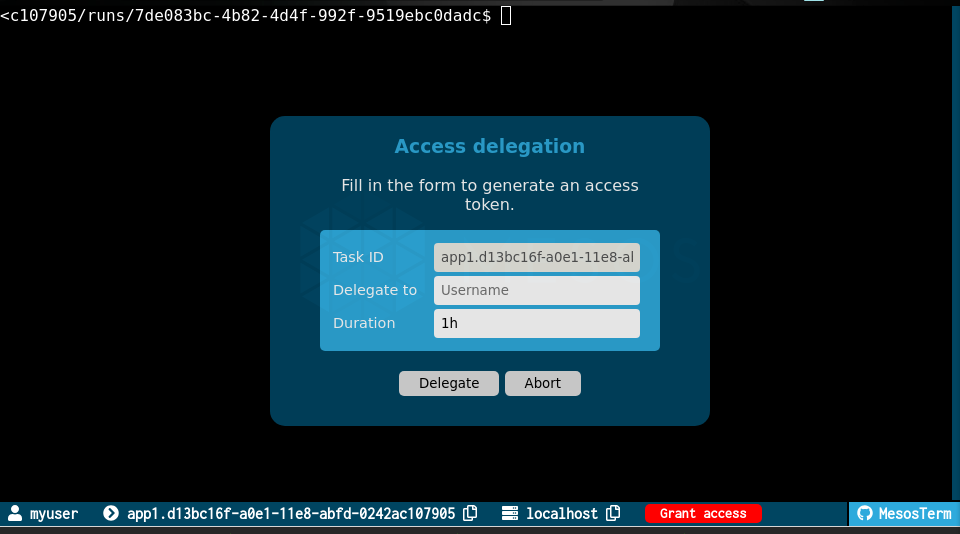 <c107905/runs/7de083bc-4b82-4d4f-992f-9519ebc0dadc$
Access delegation
Fill in the form to generate an access
token.
Task ID app1.d13bc16f-a0e1-11e8-al
Delegate to Username
Duration 1h
Delegate Abort
myuser app1.d13bc16f-a0e1-11e8-abfd-0242ac107905 localhost Grant access MesosTerm